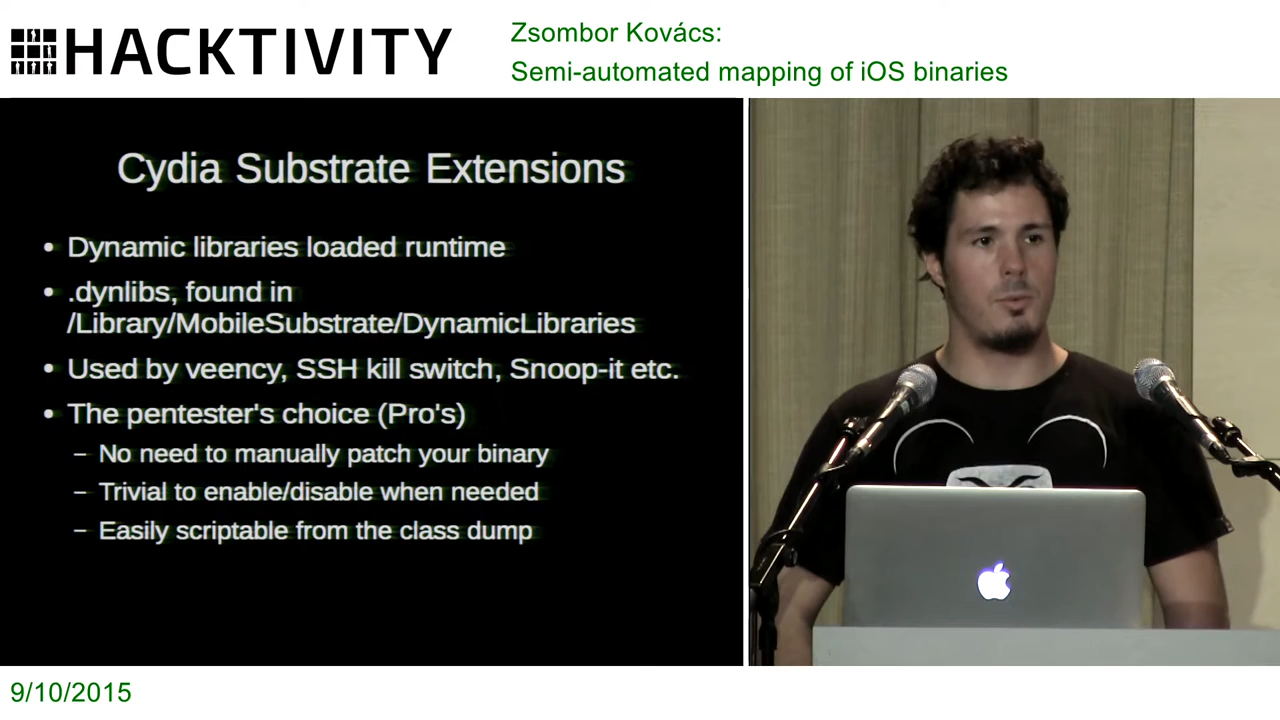 HACKTIVITY
Zsombor Kovács:
Semi-automated mapping of iOS binaries
Cydia Substrate Extensions
• Dynamic libraries loaded runtime
• .dynlibs, found in
/Library/MobileSubstrate/DynamicLibraries
• Used by veency, SSH kill switch, Snoop-it etc.
• The pentester's choice (Pro's)
– No need to manually patch your binary
– Trivial to enable/disable when needed
– Easily scriptable from the class dump
9/10/2015